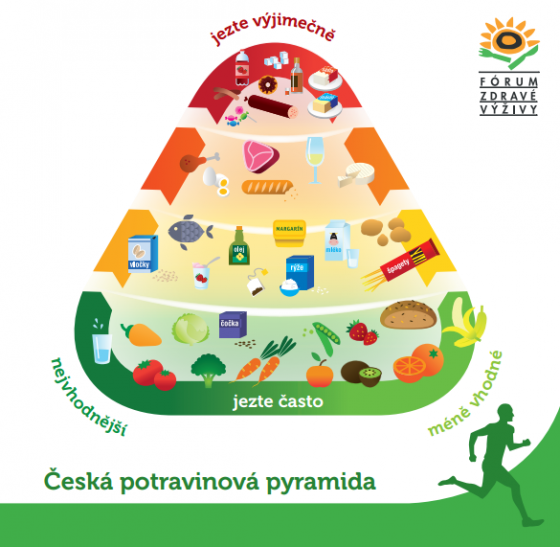 jezte výjimečně
FÓRUM
ZDRAVÉ
VÝŽIVY
MARGARÍN
olej
mléko
vločky
rýže
špagety
čočka
nejvhodnější
jezte často
méně vhodné
Česká potravinová pyramida